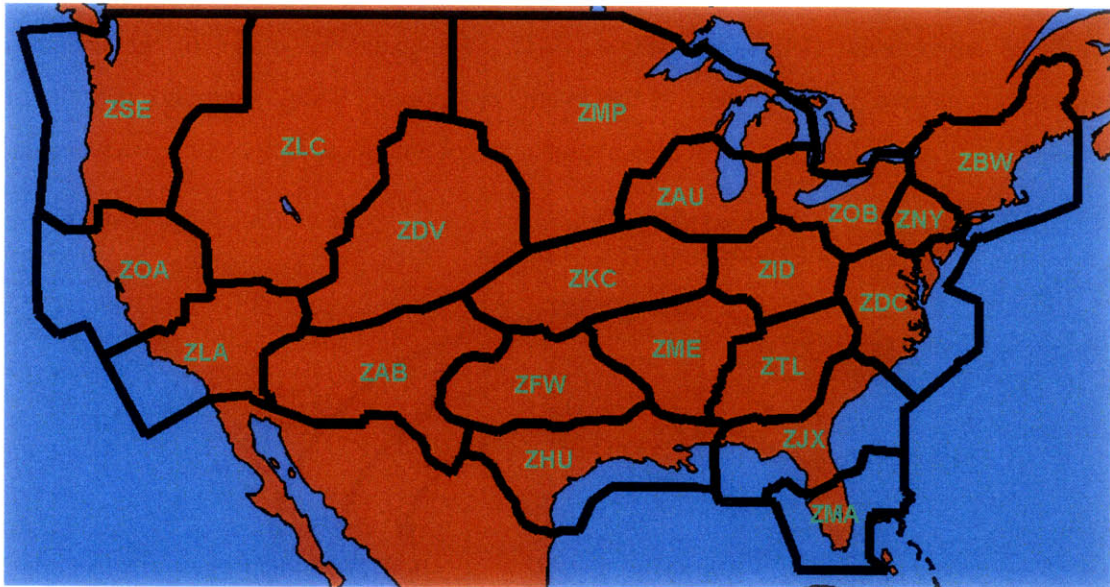 ZSE
ZMP
ZLC
ZBW
ZAU
ZOB
ZNY
ZDV
ZOA
ZKC
ZID
ZDC
ZLA
ZME
ZTL
ZAB
ZFW
ZJX
ZHU
ZMA